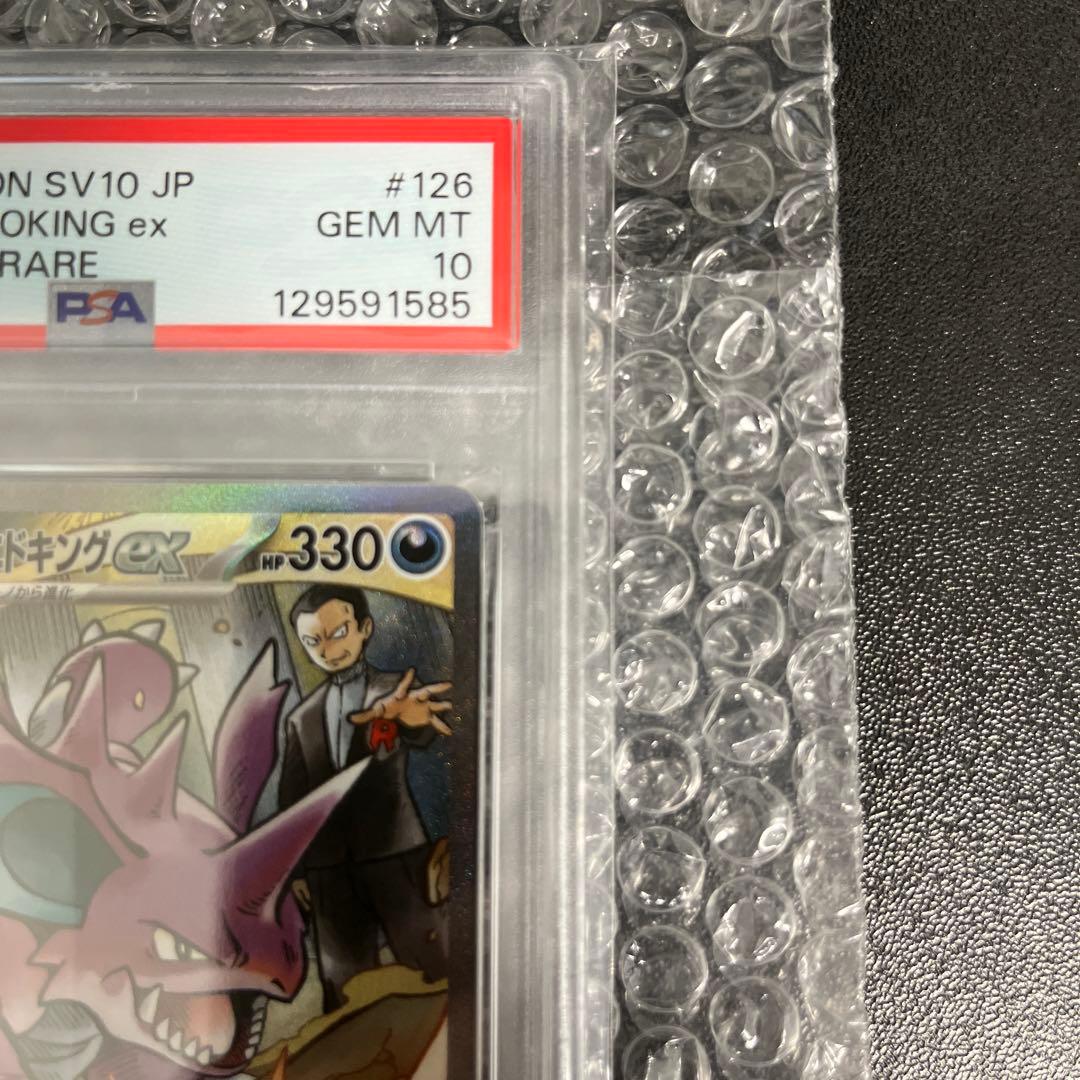 ON SV10 JP #126
OKING ex GEM MT
RARE 10
PSA 129591585
ドキング ex HP 330
ノから進化
R